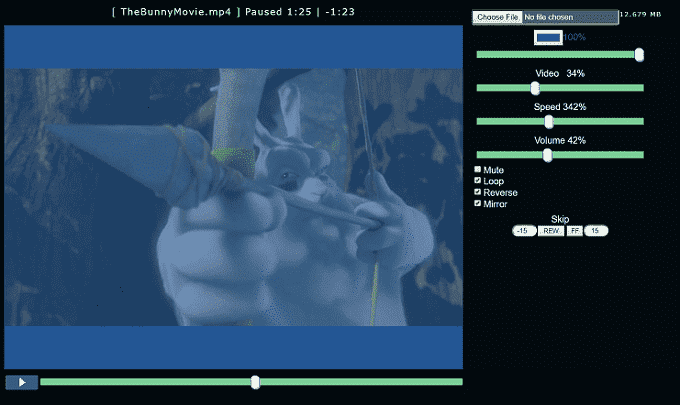 [ TheBunnyMovie.mp4 ] Paused 1:25 | -1:23
Choose File No file chosen 12.679 MB
100%
Video 34%
Speed 342%
Volume 42%
Mute
Loop
Reverse
Mirror
Skip
-15 REW FF 15